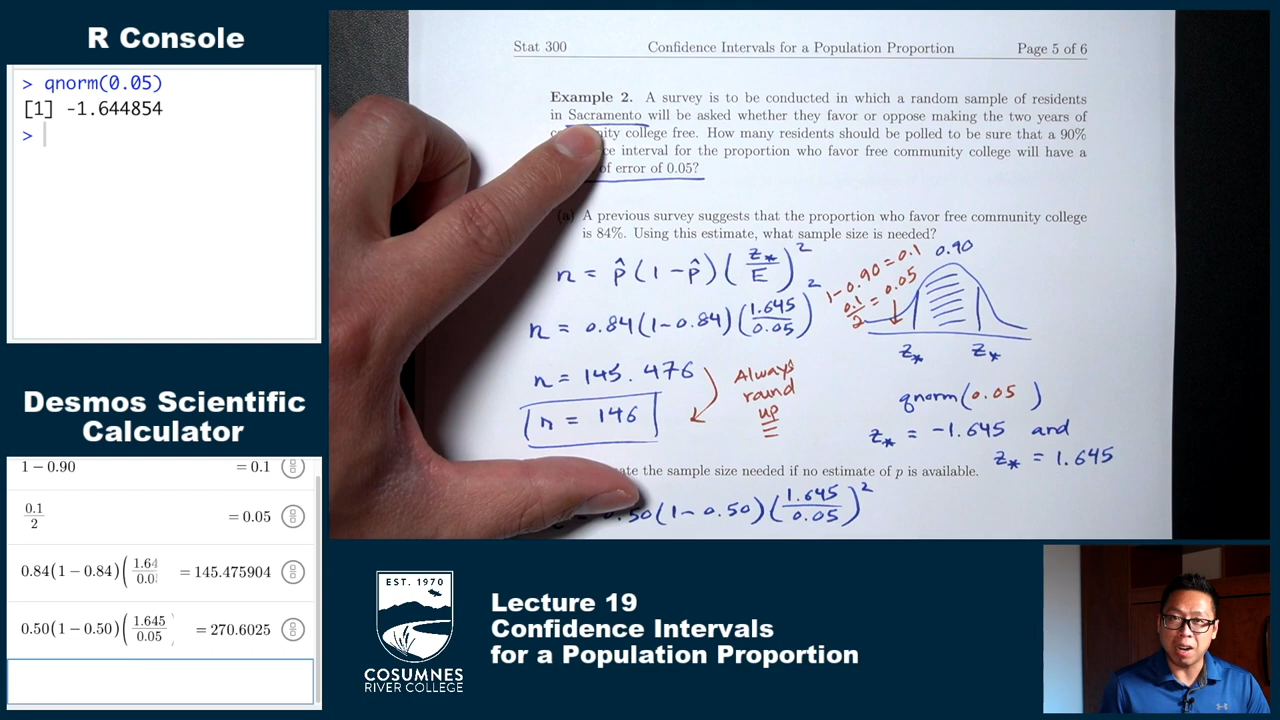 R Console
> qnorm(0.05)
[1] -1.644854
>
Desmos Scientific
Calculator
1 − 0.90 = 0.1
0.1/2 = 0.05
0.84(1 − 0.84)( 1.64/0.0 = 145.475904
0.50(1 − 0.50)(1.645/0.05) = 270.6025
Stat 300 Confidence Intervals for a Population Proportion Page 5 of 6
Example 2. A survey is to be conducted in which a random sample of residents
in Sacramento will be asked whether they favor or oppose making the two years of
college free. How many residents should be polled to be sure that a 90%
interval for the proportion who favor free community college will have a
of error of 0.05?
(a) A previous survey suggests that the proportion who favor free community college
is 84%. Using this estimate, what sample size is needed?
n = p̂(1 − p̂)(z*/E)²
n = 0.84(1−0.84)(1.645/0.05)²
n = 145.476
n = 146
Always
round
up
1−0.90=0.1
0.1/2 = 0.05
0.90
z* z*
qnorm(0.05)
z* = −1.645 and
z* = 1.645
the sample size needed if no estimate of p is available.
0.50(1−0.50)(1.645/0.05)²
EST. 1970
COSUMNES
RIVER COLLEGE
Lecture 19
Confidence Intervals
for a Population Proportion